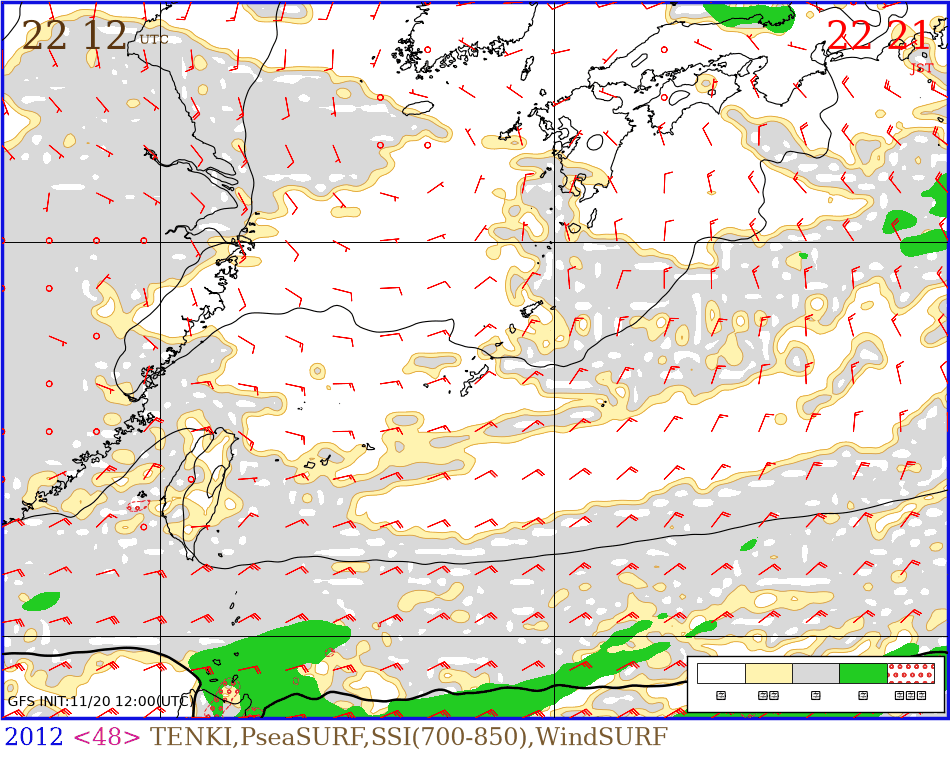 22 12 UTC
22 21 JST
GFS INIT:11/20 12:00(UTC)
2012 <48> TENKI,PseaSURF,SSI(700-850),WindSURF